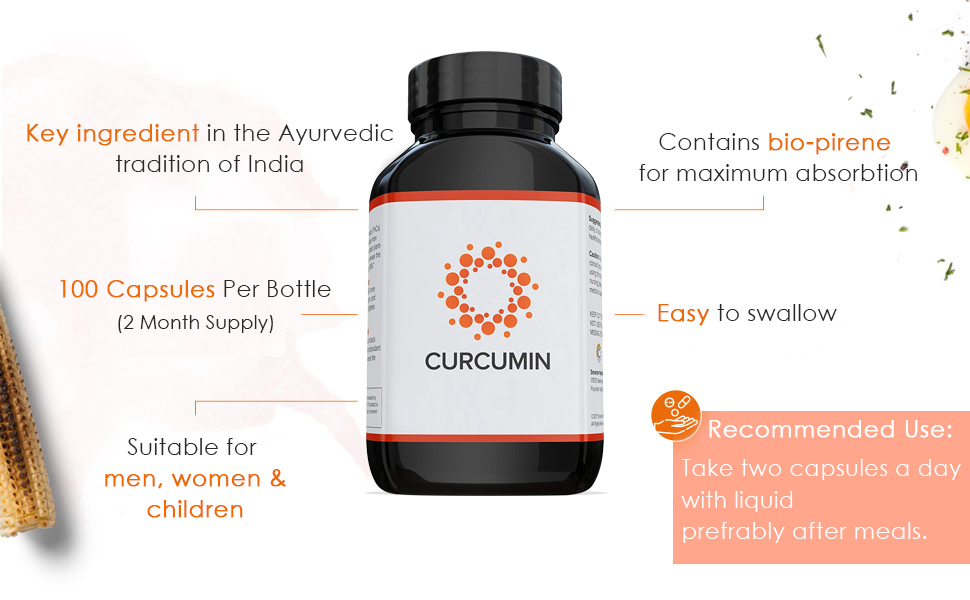 Key ingredient in the Ayurvedic
tradition of India
100 Capsules Per Bottle
(2 Month Supply)
Suitable for
men, women &
children
CURCUMIN
Contains bio-pirene
for maximum absorbtion
Easy to swallow
Recommended Use:
Take two capsules a day
with liquid
prefrably after meals.